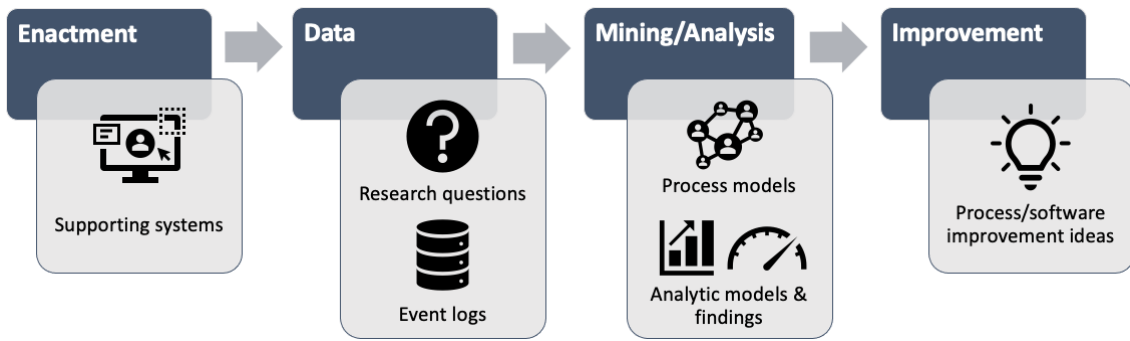 Enactment
Supporting systems
Data
Research questions
Event logs
Mining/Analysis
Process models
Analytic models &
findings
Improvement
Process/software
improvement ideas